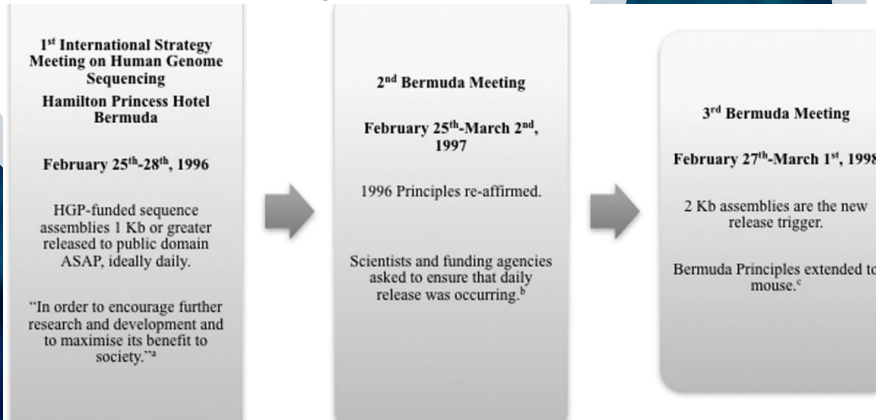 1st International Strategy
Meeting on Human Genome
Sequencing
Hamilton Princess Hotel
Bermuda
February 25th-28th, 1996
HGP-funded sequence
assemblies 1 Kb or greater
released to public domain
ASAP, ideally daily.
“In order to encourage further
research and development and
to maximise its benefit to
society.”a
2nd Bermuda Meeting
February 25th-March 2nd,
1997
1996 Principles re-affirmed.
Scientists and funding agencies
asked to ensure that daily
release was occurring.b
3rd Bermuda Meeting
February 27th-March 1st, 1998
2 Kb assemblies are the new
release trigger.
Bermuda Principles extended to
mouse.c